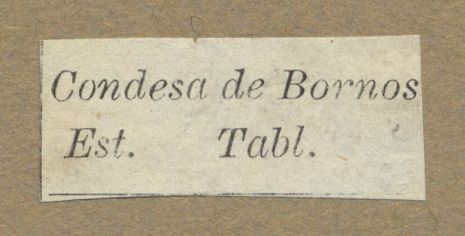 Condesa de Bornos
Est. Tabl.